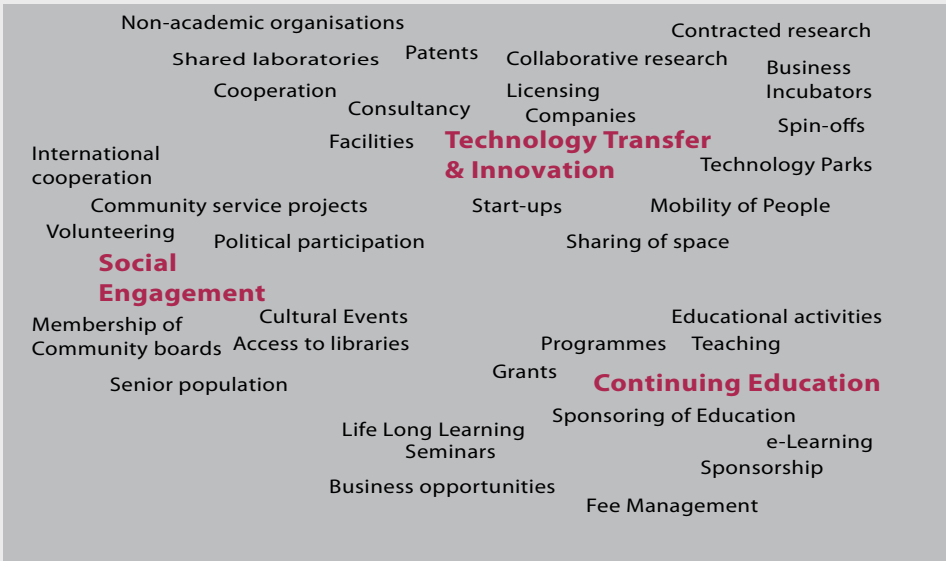 Non-academic organisations
Contracted research
Shared laboratories
Patents
Collaborative research
Business
Incubators
Cooperation
Licensing
Consultancy
Companies
Spin-offs
Facilities
Technology Transfer
& Innovation
International
cooperation
Technology Parks
Community service projects
Start-ups
Mobility of People
Volunteering
Political participation
Sharing of space
Social
Engagement
Cultural Events
Educational activities
Membership of
Community boards
Access to libraries
Programmes
Teaching
Grants
Continuing Education
Senior population
Sponsoring of Education
Life Long Learning
Seminars
e-Learning
Sponsorship
Business opportunities
Fee Management